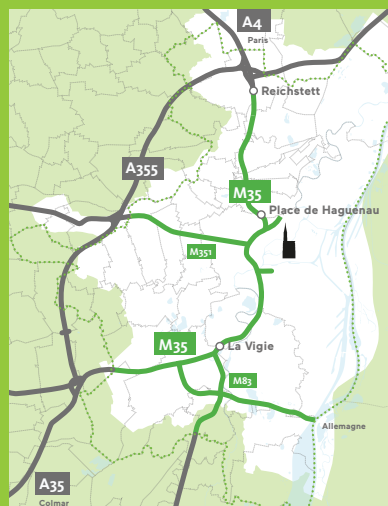 A4
Paris
Reichstett
A355
M35
Place de Haguenau
M351
M35
La Vigie
M83
Allemagne
A35
Colmar